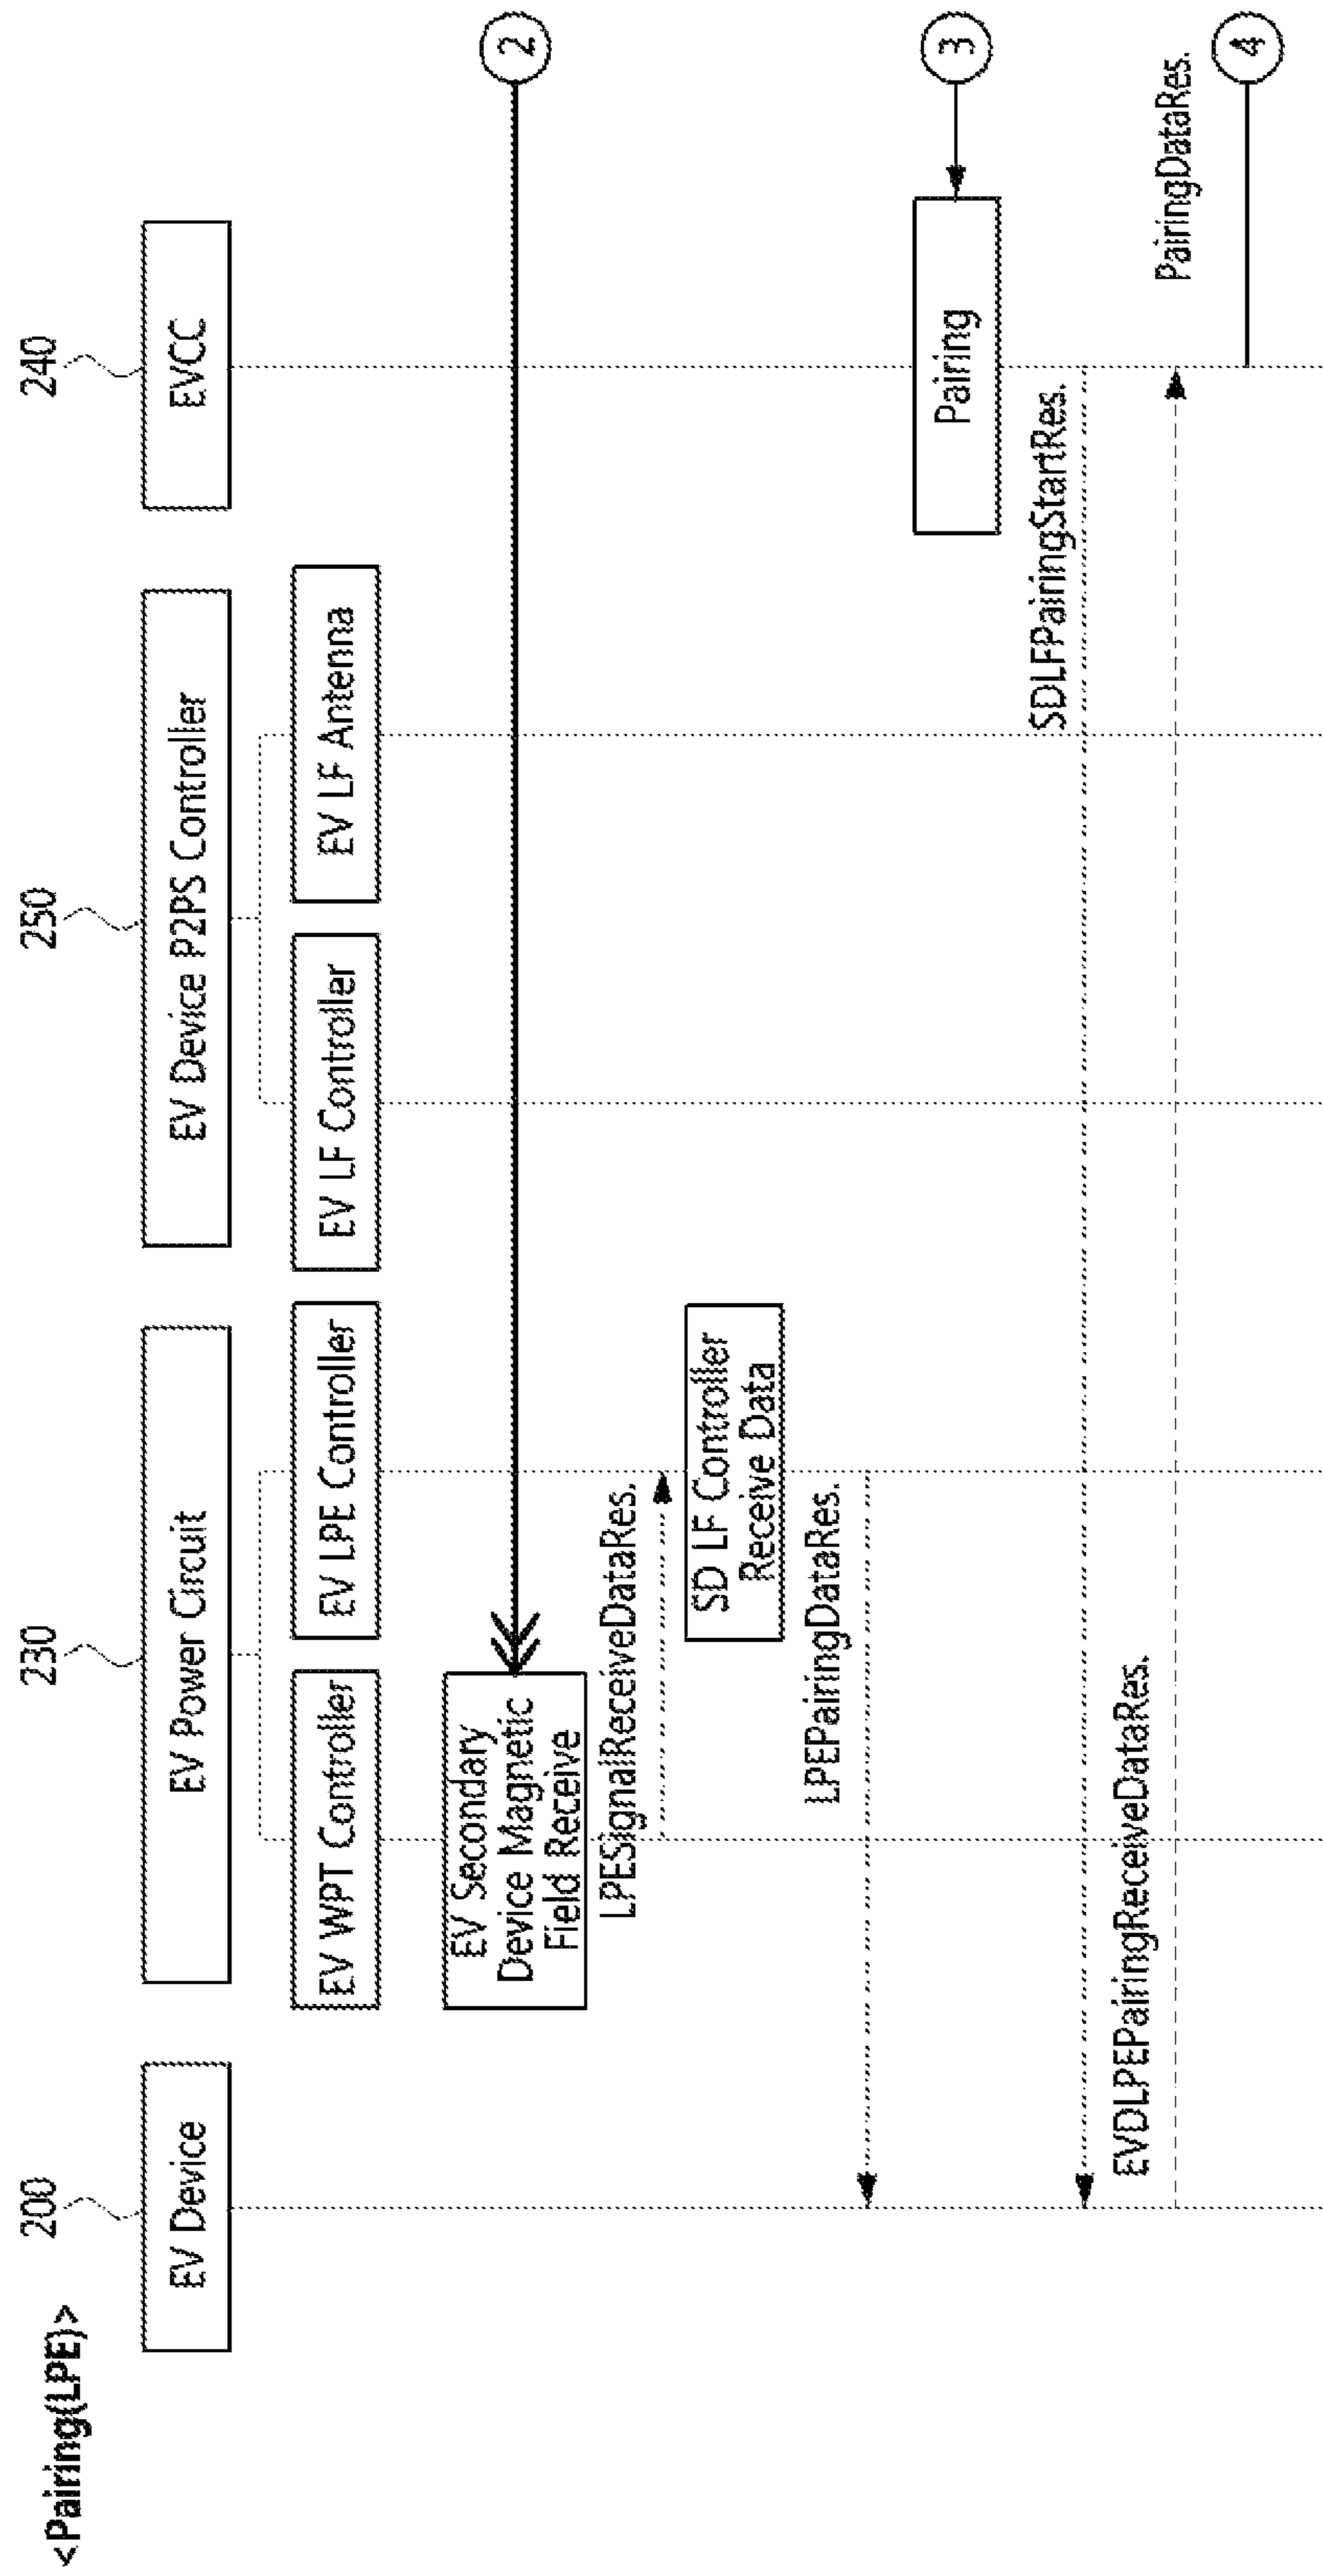 <Pairing(LPE)>
200
230
250
240
EV Device
EV Power Circuit
EV Device P2PS Controller
EVCC
EV WPT Controller
EV LPE Controller
EV LF Controller
EV LF Antenna
2
EV Secondary
Device Magnetic
Field Receive
LPESignalReceiveDataRes.
SD LF Controller
Receive Data
LPEPairingDataRes.
3
Pairing
SDLFPairingStartRes.
EVDLPEPairingReceiveDataRes.
PairingDataRes.
4